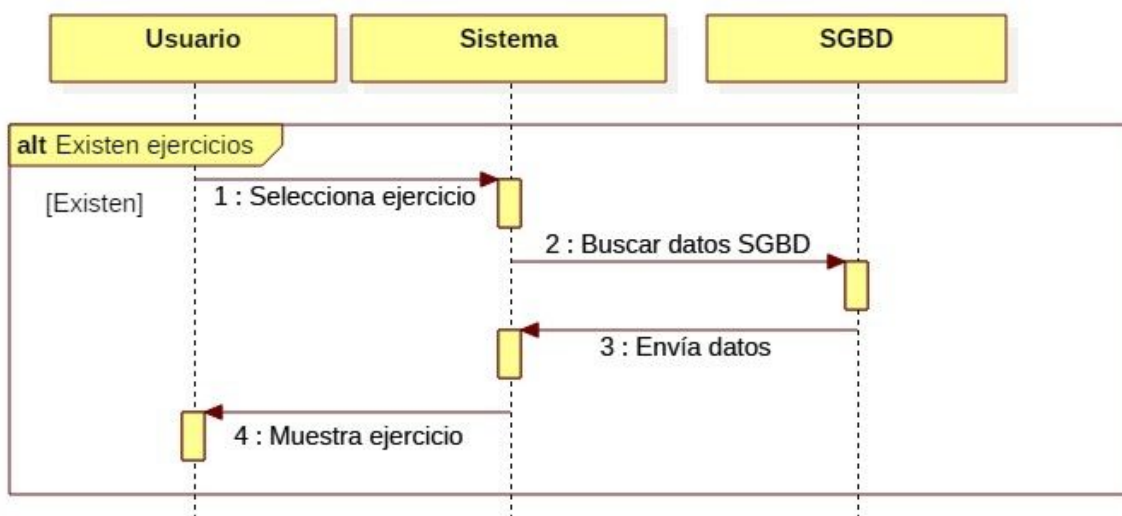 Usuario
Sistema
SGBD
alt Existen ejercicios
[Existen]
1 : Selecciona ejercicio
2 : Buscar datos SGBD
3 : Envía datos
4 : Muestra ejercicio